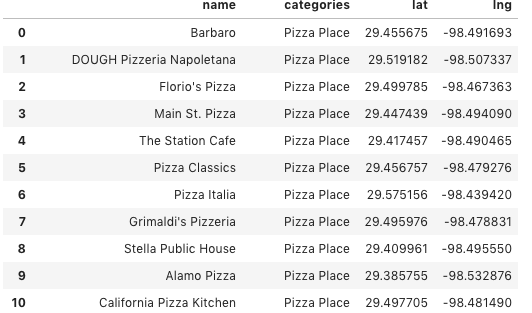 name categories lat lng
0 Barbaro Pizza Place 29.455675 -98.491693
1 DOUGH Pizzeria Napoletana Pizza Place 29.519182 -98.507337
2 Florio's Pizza Pizza Place 29.499785 -98.467363
3 Main St. Pizza Pizza Place 29.447439 -98.494090
4 The Station Cafe Pizza Place 29.417457 -98.490465
5 Pizza Classics Pizza Place 29.456757 -98.479276
6 Pizza Italia Pizza Place 29.575156 -98.439420
7 Grimaldi's Pizzeria Pizza Place 29.495976 -98.478831
8 Stella Public House Pizza Place 29.409961 -98.495550
9 Alamo Pizza Pizza Place 29.385755 -98.532876
10 California Pizza Kitchen Pizza Place 29.497705 -98.481490